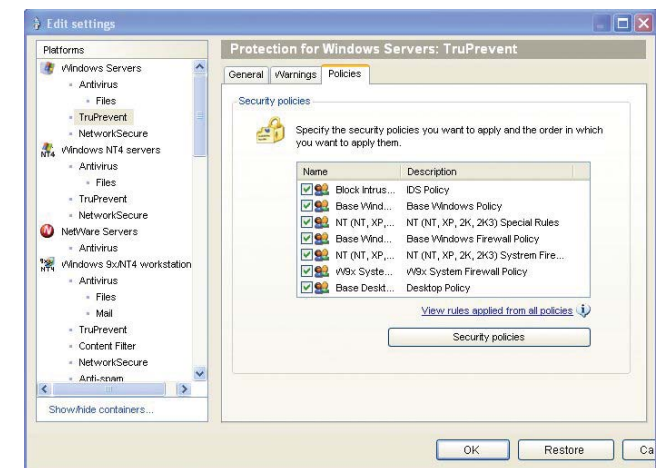 Edit settings
Platforms
Windows Servers
Antivirus
Files
TruPrevent
NetworkSecure
NT4 Windows NT4 servers
Antivirus
Files
TruPrevent
NetworkSecure
NetWare Servers
Antivirus
9x NT4 Windows 9x/NT4 workstation
Antivirus
Files
Mail
TruPrevent
Content Filter
NetworkSecure
Anti-spam
Show/hide containers...
Protection for Windows Servers: TruPrevent
General Warnings Policies
Security policies
Specify the security policies you want to apply and the order in which
you want to apply them.
Name Description
Block Intrus... IDS Policy
Base Wind... Base Windows Policy
NT (NT, XP,... NT (NT, XP, 2K, 2K3) Special Rules
Base Wind... Base Windows Firewall Policy
NT (NT, XP,... NT (NT, XP, 2K, 2K3) Systrem Fire...
W9x Syste... W9x System Firewall Policy
Base Deskt... Desktop Policy
View rules applied from all policies
Security policies
OK Restore Ca